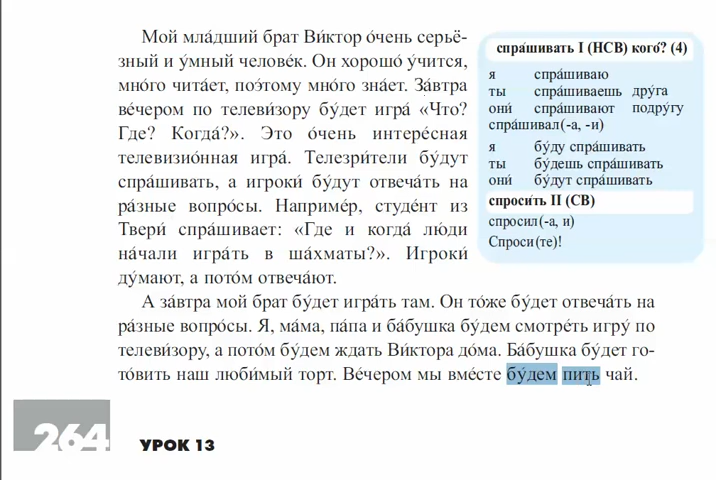 Мой мла́дший брат Ви́ктор о́чень серьё-
зный и у́мный челове́к. Он хорошо́ у́чится,
мно́го чита́ет, поэ́тому мно́го зна́ет. За́втра
ве́чером по телеви́зору бу́дет игра́ «Что?
Где? Когда́?». Э́то о́чень интере́сная
телевизио́нная игра́. Телезри́тели бу́дут
спра́шивать, а игроки́ бу́дут отвеча́ть на
ра́зные вопро́сы. Наприме́р, студе́нт из
Твери́ спра́шивает: «Где и когда́ лю́ди
на́чали игра́ть в ша́хматы?». Игроки́
ду́мают, а пото́м отвеча́ют.
А за́втра мой брат бу́дет игра́ть там. Он то́же бу́дет отвеча́ть на
ра́зные вопро́сы. Я, ма́ма, па́па и ба́бушка бу́дем смотре́ть игру́ по
телеви́зору, а пото́м бу́дем ждать Ви́ктора до́ма. Ба́бушка бу́дет го-
то́вить наш люби́мый торт. Ве́чером мы вме́сте бу́дем пить чай.
спра́шивать I (НСВ) кого́? (4)
я спра́шиваю
ты спра́шиваешь дру́га
они́ спра́шивают подру́гу
спра́шивал(-а, -и)
я бу́ду спра́шивать
ты бу́дешь спра́шивать
они́ бу́дут спра́шивать
спроси́ть II (СВ)
спросил(-а, и)
Спроси(те)!
264
УРОК 13